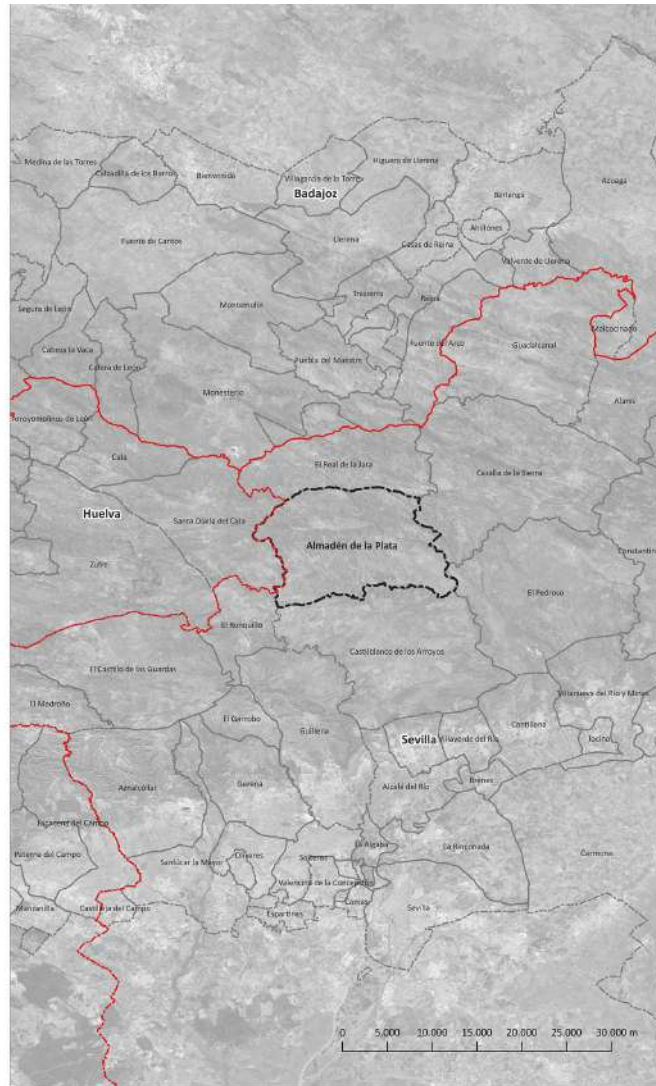 Medina de las Torres
Calzadilla de los Barros
Bienvenida
Villagarcía de la Torre
Higuera de Llerena
Badajoz
Berlanga
Azuaga
Ahillones
Fuente de Cantos
Llerena
Casas de Reina
Valverde de Llerena
Segura de León
Montemolín
Trasierra
Reina
Malcocinado
Cabeza la Vaca
Calera de León
Puebla del Maestre
Fuente del Arco
Guadalcanal
Monesterio
Alanís
Arroyomolinos de León
Cala
El Real de la Jara
Cazalla de la Sierra
Huelva
Santa Olalla del Cala
Almadén de la Plata
Zufre
Constantina
El Pedroso
El Ronquillo
Castilblanco de los Arroyos
El Castillo de las Guardas
El Madroño
Villanueva del Río y Minas
El Garrobo
Guillena
Sevilla
Villaverde del Río
Cantillana
Tocina
Aznalcóllar
Gerena
Alcalá del Río
Brenes
Escacena del Campo
Paterna del Campo
Sanlúcar la Mayor
Olivares
Salteras
La Algaba
La Rinconada
Carmona
Valencina de la Concepción
Manzanilla
Castilleja del Campo
Espartinas
Camas
Sevilla
0 5.000 10.000 15.000 20.000 25.000 30.000 m